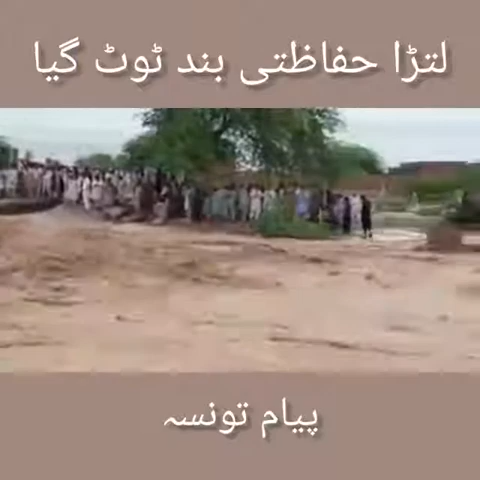 لتڑا حفاظتی بند ٹوٹ گیا
پیام تونسہ